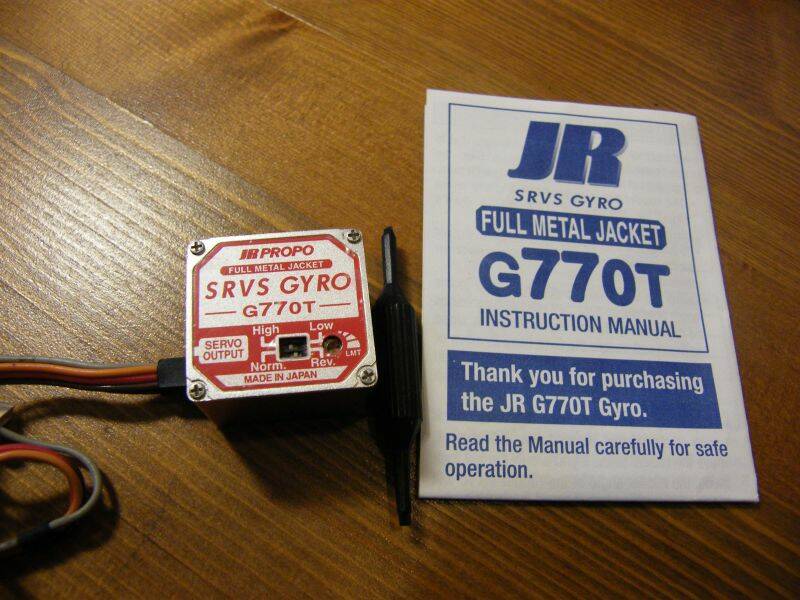 JR PROPO
FULL METAL JACKET
SRVS GYRO
G770T
High Low
SERVO
OUTPUT
LMT
Norm. Rev.
MADE IN JAPAN
JR
SRVS GYRO
FULL METAL JACKET
G770T
INSTRUCTION MANUAL
Thank you for purchasing
the JR G770T Gyro.
Read the Manual carefully for safe
operation.